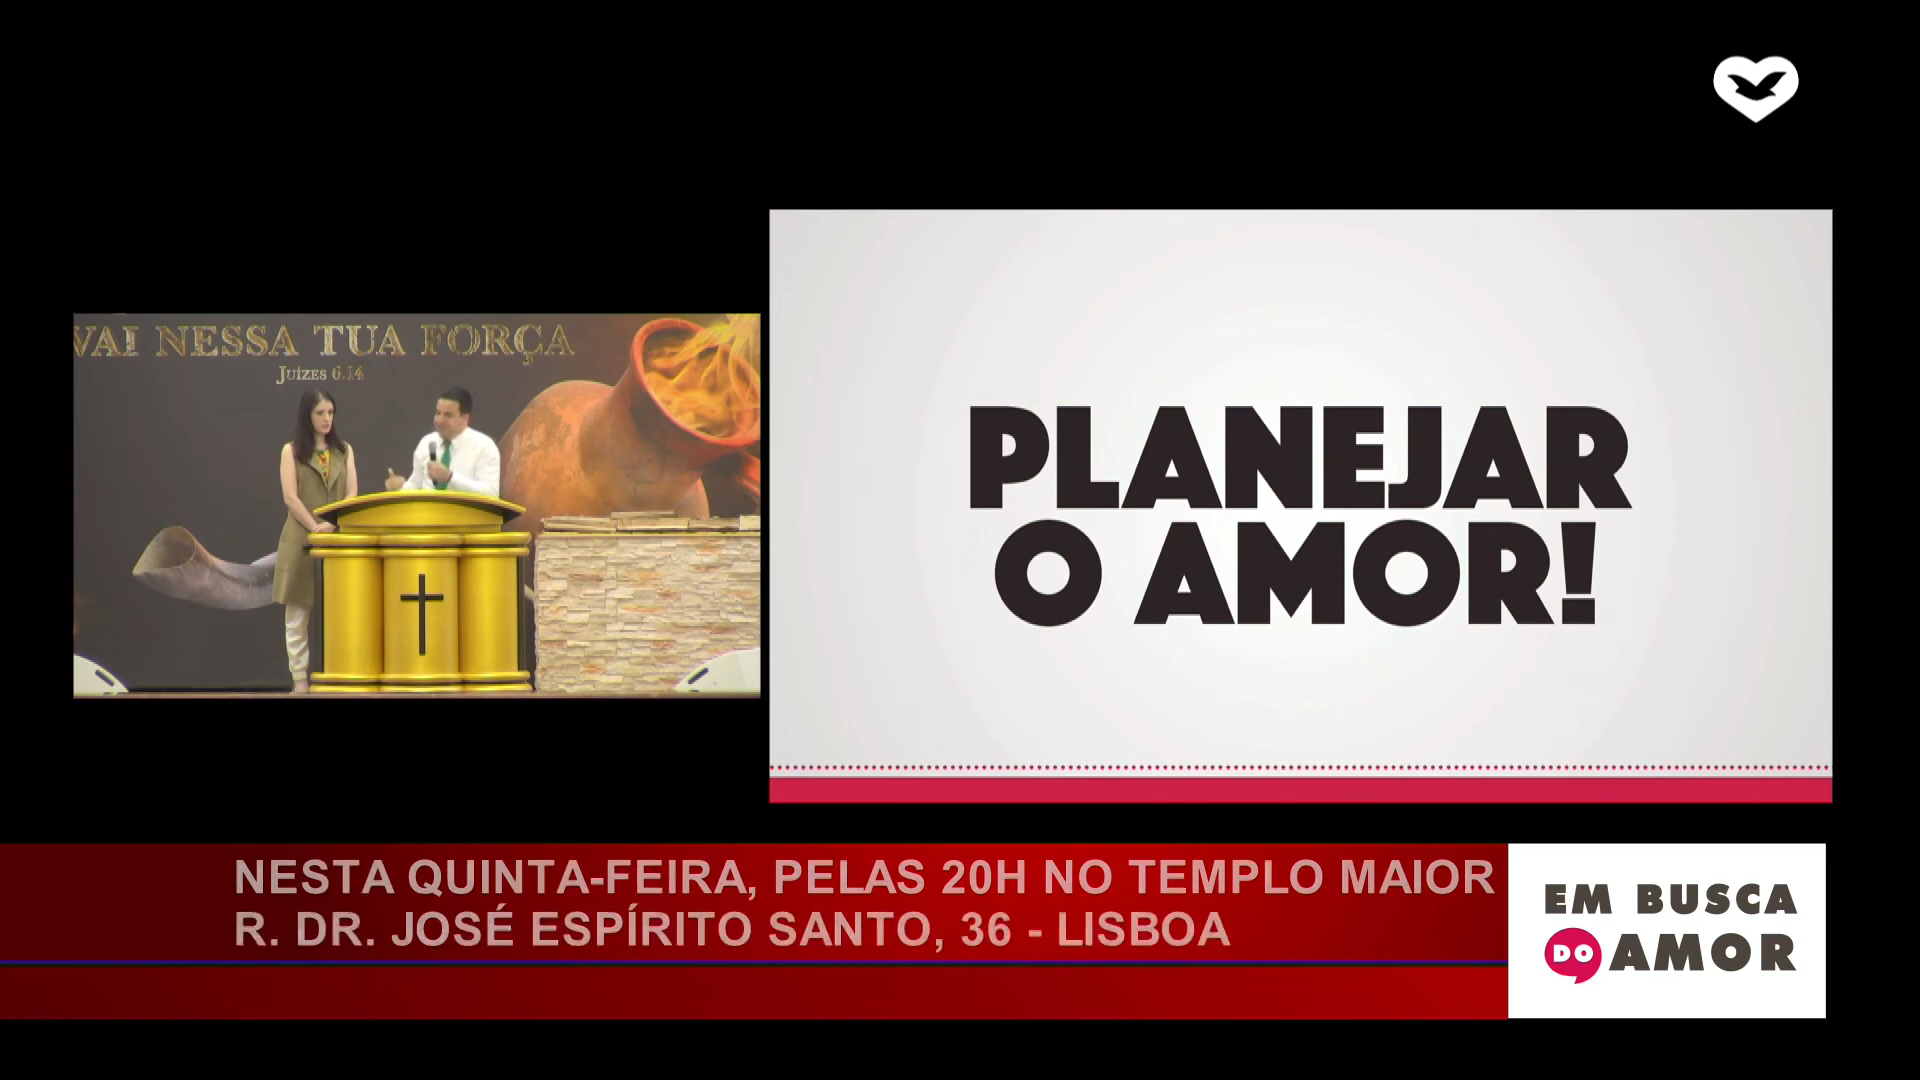 VAI NESSA TUA FORÇA
JUÍZES 6.14
PLANEJAR
O AMOR!
NESTA QUINTA-FEIRA, PELAS 20H NO TEMPLO MAIOR
R. DR. JOSÉ ESPÍRITO SANTO, 36 - LISBOA
EM BUSCA
DO AMOR